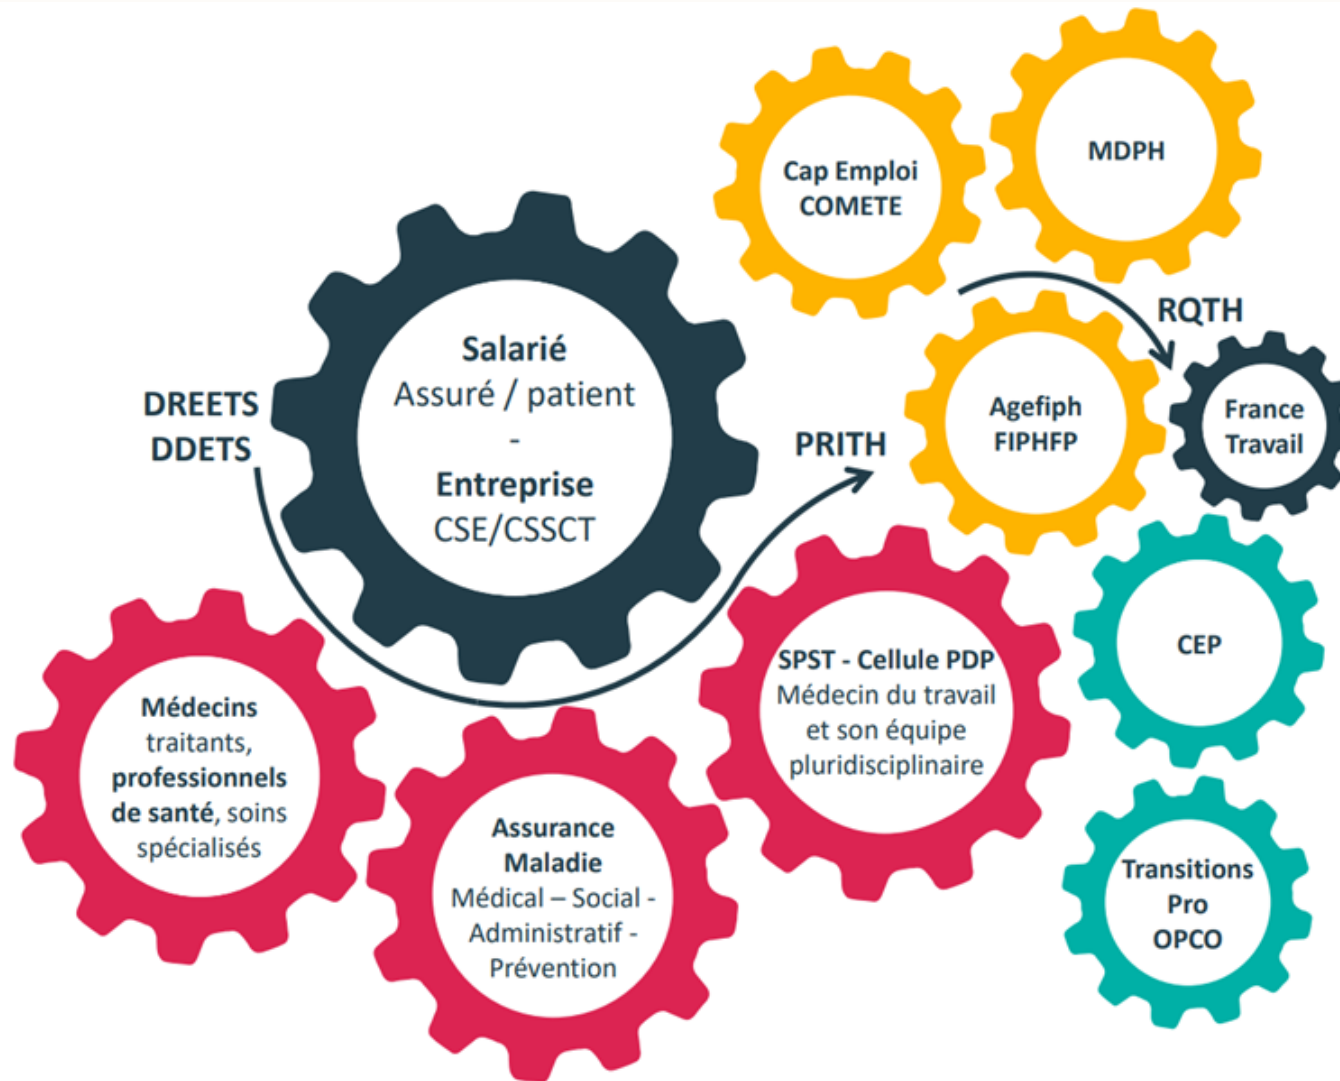 Cap Emploi
COMETE
MDPH
RQTH
Salarié
Assuré / patient
-
Entreprise
CSE/CSSCT
DREETS
DDETS
PRITH
Agefiph
FIPHFP
France
Travail
Médecins
traitants,
professionnels
de santé, soins
spécialisés
Assurance
Maladie
Médical – Social -
Administratif -
Prévention
SPST - Cellule PDP
Médecin du travail
et son équipe
pluridisciplinaire
CEP
Transitions
Pro
OPCO